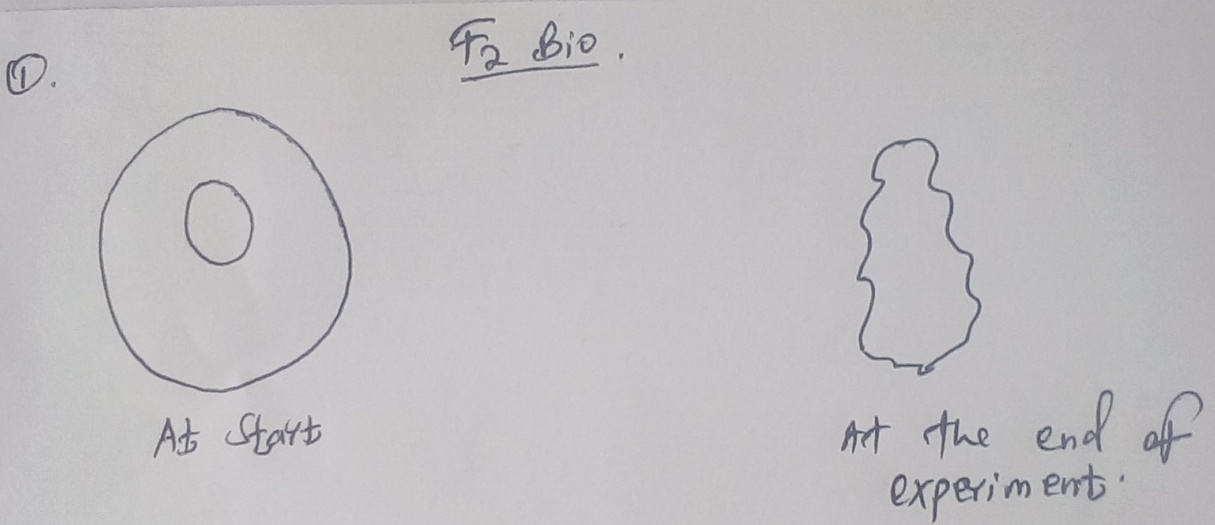 F2 Bio.
①.
At Start
At the end of
experiment.